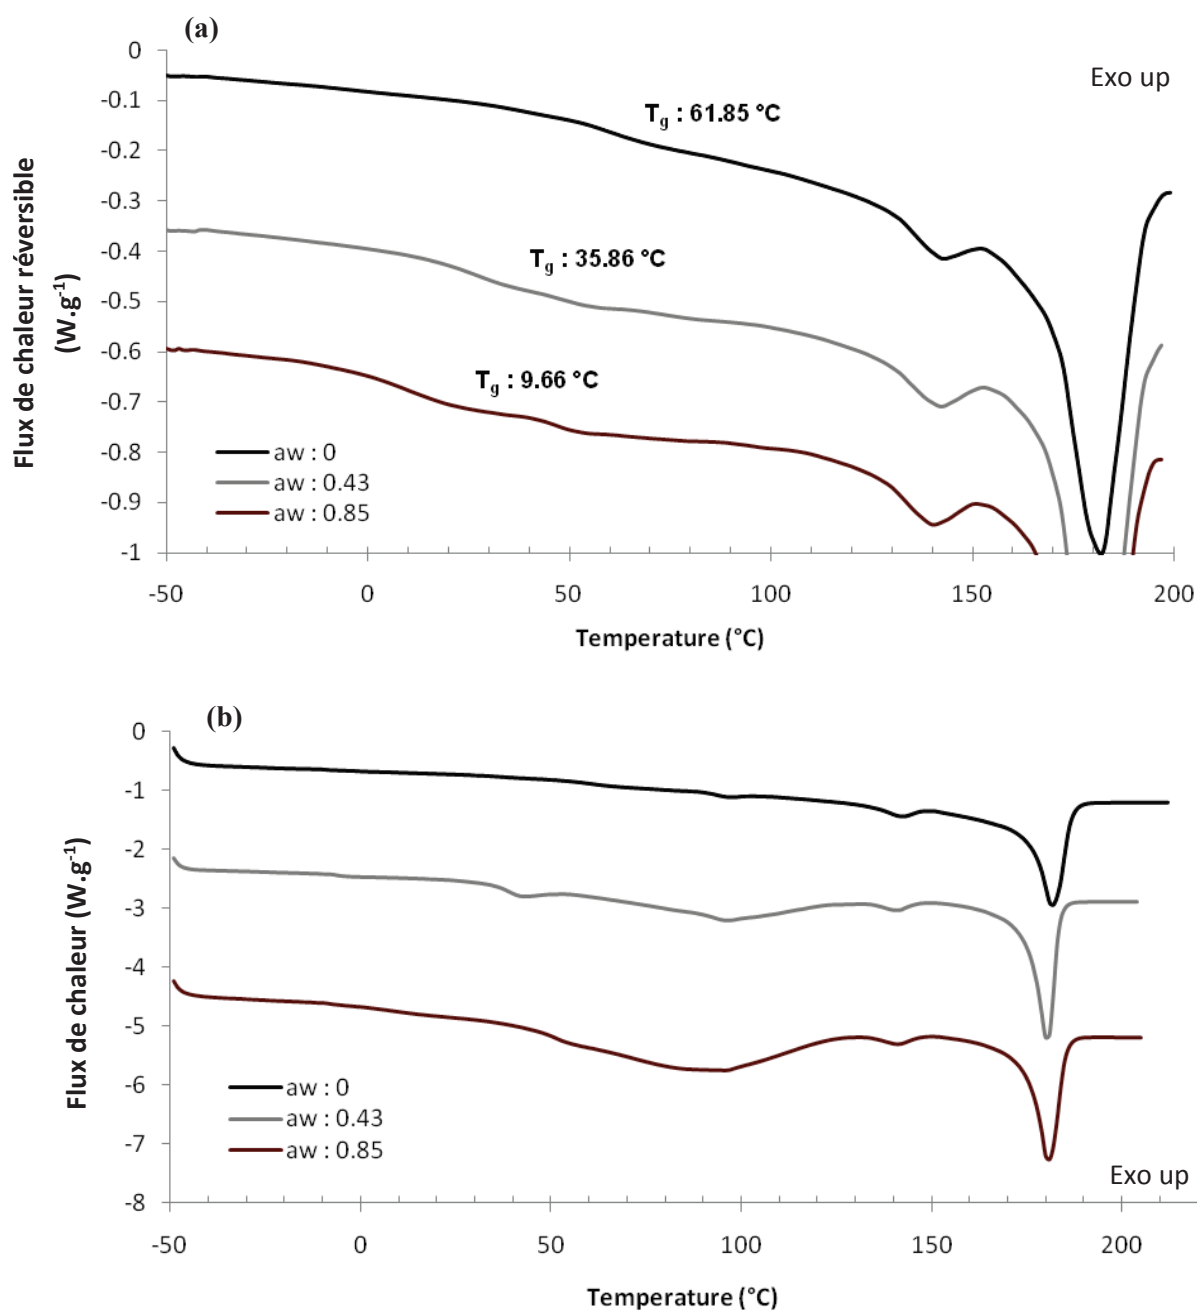 (a)
Exo up
0
-0.1
-0.2
-0.3
-0.4
-0.5
-0.6
-0.7
-0.8
-0.9
-1
Flux de chaleur réversible
(W.g-1)
Tg : 61.85 °C
Tg : 35.86 °C
Tg : 9.66 °C
aw : 0
aw : 0.43
aw : 0.85
-50 0 50 100 150 200
Temperature (°C)
(b)
0
-1
-2
-3
-4
-5
-6
-7
-8
Flux de chaleur (W.g-1)
aw : 0
aw : 0.43
aw : 0.85
Exo up
-50 0 50 100 150 200
Temperature (°C)